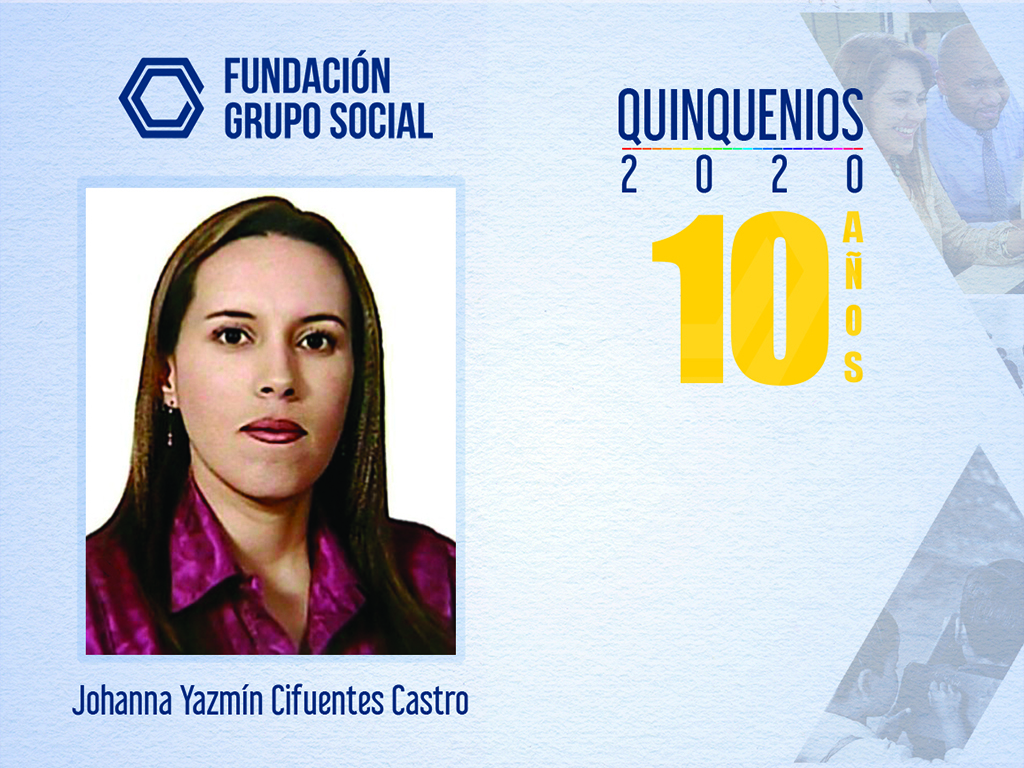 FUNDACIÓN
GRUPO SOCIAL
QUINQUENIOS
2020
10
AÑOS
Johanna Yazmín Cifuentes Castro